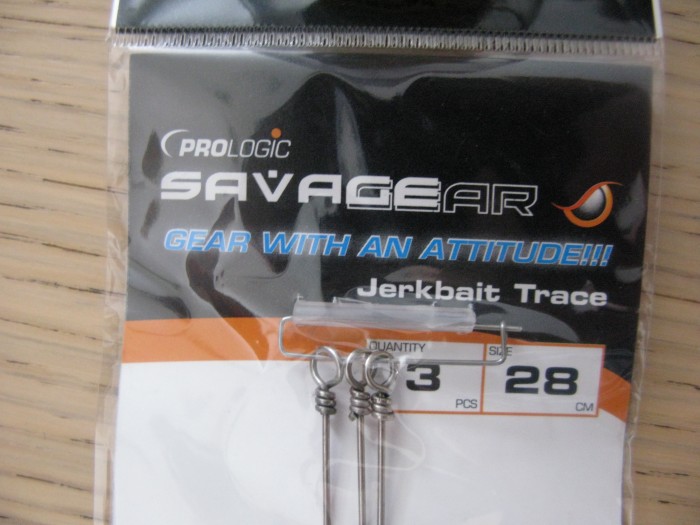 PROLOGIC
SAVAGEAR
GEAR WITH AN ATTITUDE!!!
Jerkbait Trace
QUANTITY
3
PCS
SIZE
28
CM